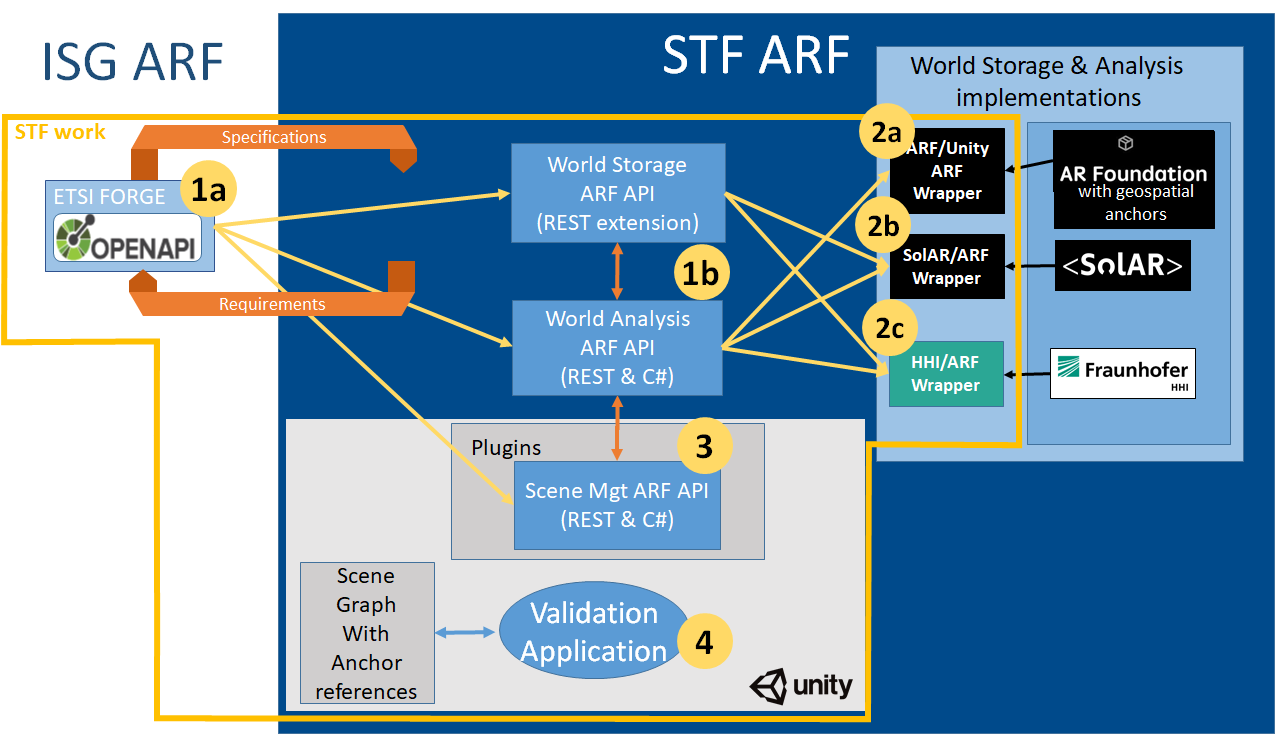 ISG ARF
STF ARF
World Storage & Analysis
implementations
STF work
Specifications
ETSI FORGE
1a
OPENAPI
Requirements
World Storage
ARF API
(REST extension)
1b
World Analysis
ARF API
(REST & C#)
2a
ARF/Unity
ARF
Wrapper
AR Foundation
with geospatial
anchors
2b
SolAR/ARF
Wrapper
<SolAR>
2c
HHI/ARF
Wrapper
Fraunhofer
HHI
Plugins
3
Scene Mgt ARF API
(REST & C#)
Scene
Graph
With
Anchor
references
Validation
Application
4
unity